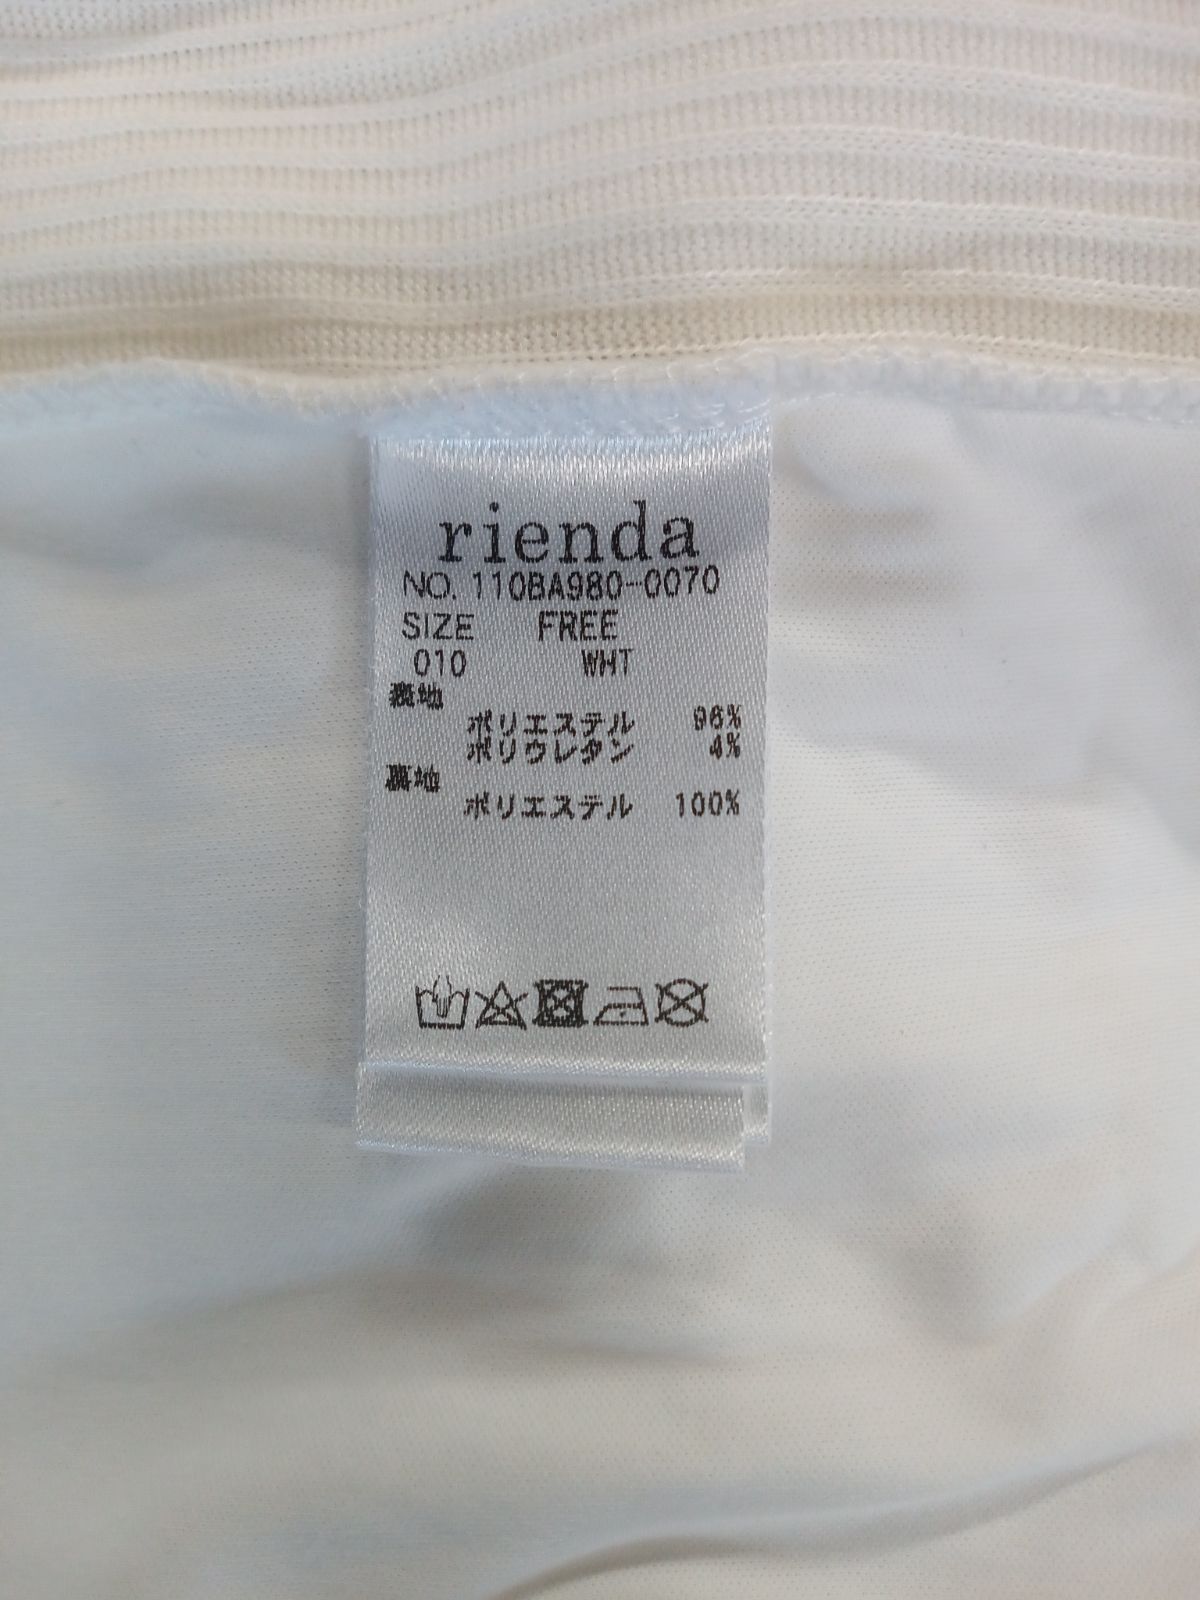 rienda
NO. 110BA980-0070
SIZE FREE
010 WHT
表地
ポリエステル 96%
ポリウレタン 4%
裏地
ポリエステル 100%